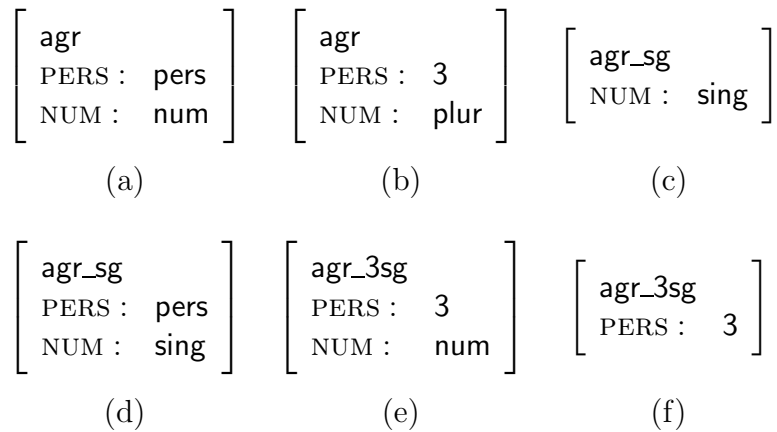 agr
PERS : pers
NUM : num
(a)
agr
PERS : 3
NUM : plur
(b)
agr_sg
NUM : sing
(c)
agr_sg
PERS : pers
NUM : sing
(d)
agr_3sg
PERS : 3
NUM : num
(e)
agr_3sg
PERS : 3
(f)